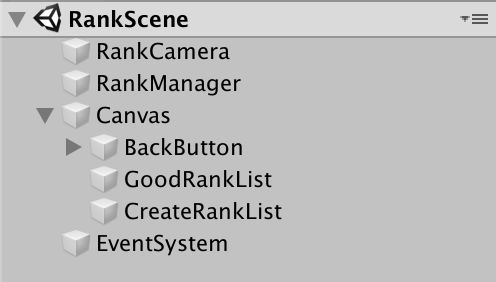 RankScene
RankCamera
RankManager
Canvas
BackButton
GoodRankList
CreateRankList
EventSystem